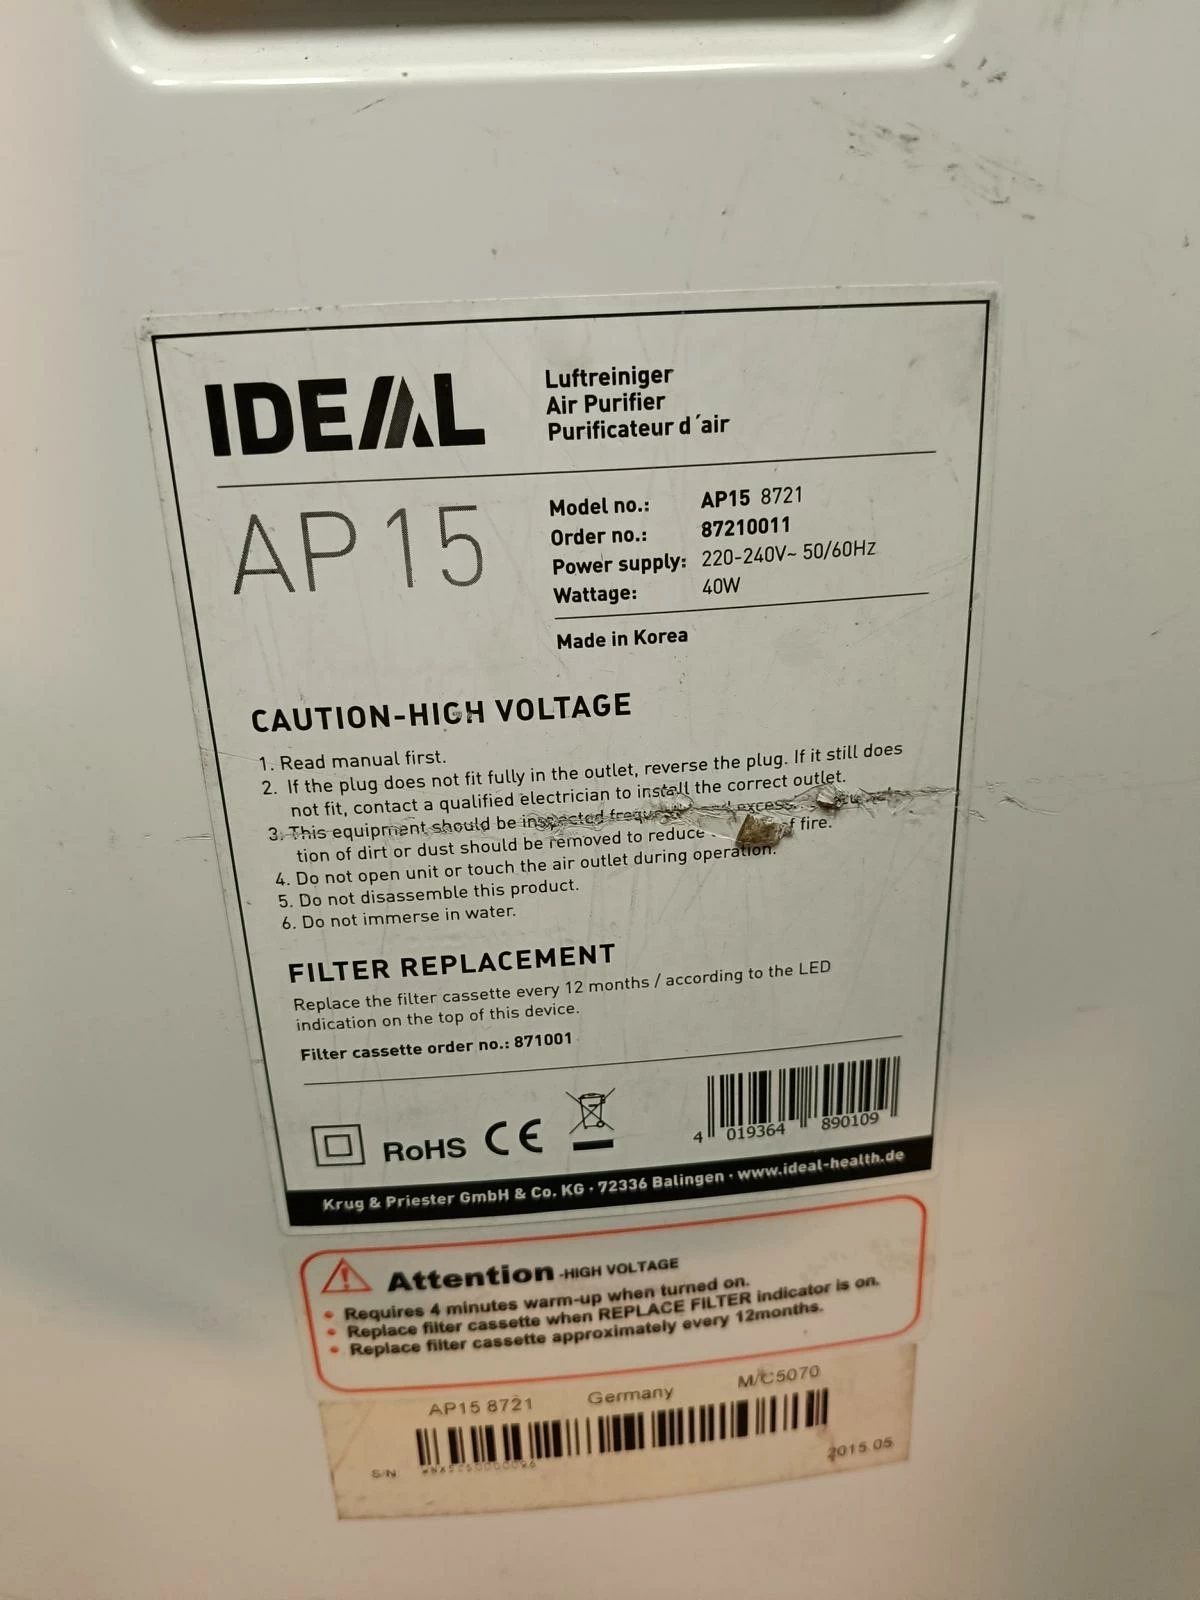 IDEAL
Luftreiniger
Air Purifier
Purificateur d´air
AP 15
Model no.: AP15 8721
Order no.: 87210011
Power supply: 220-240V~ 50/60Hz
Wattage: 40W
Made in Korea
CAUTION-HIGH VOLTAGE
1. Read manual first.
2. If the plug does not fit fully in the outlet, reverse the plug. If it still does
not fit, contact a qualified electrician to install the correct outlet.
3. This equipment should be inspected and
tion of dirt or dust should be removed to reduce fire.
4. Do not open unit or touch the air outlet during operation.
5. Do not disassemble this product.
6. Do not immerse in water.
FILTER REPLACEMENT
Replace the filter cassette every 12 months / according to the LED
indication on the top of this device.
Filter cassette order no.: 871001
RoHS CE
4 019364 890109
Krug & Priester GmbH & Co. KG · 72336 Balingen · www.ideal-health.de
Attention -HIGH VOLTAGE
• Requires 4 minutes warm-up when turned on.
• Replace filter cassette when REPLACE FILTER indicator is on.
• Replace filter cassette approximately every 12months.
AP15 8721 Germany M/C5070
S/N
2015.05